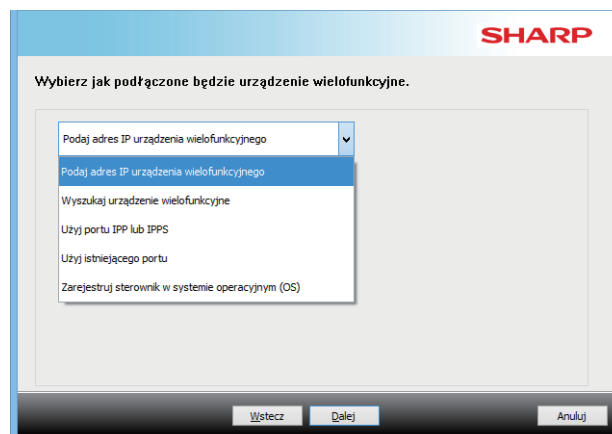 SHARP
Wybierz jak podłączone będzie urządzenie wielofunkcyjne.
Podaj adres IP urządzenia wielofunkcyjnego
Podaj adres IP urządzenia wielofunkcyjnego
Wyszukaj urządzenie wielofunkcyjne
Użyj portu IPP lub IPPS
Użyj istniejącego portu
Zarejestruj sterownik w systemie operacyjnym (OS)
Wstecz Dalej Anuluj